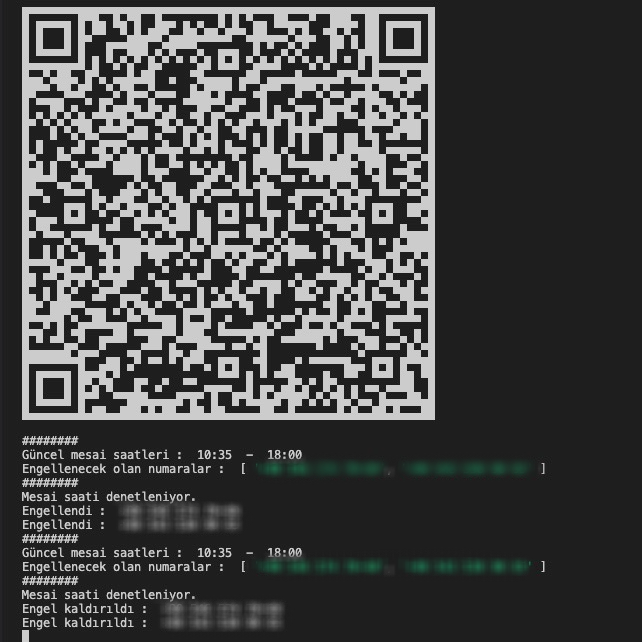 ########
Güncel mesai saatleri :  10:35  –  18:00
Engellenecek olan numaralar :  [ ]
########
Mesai saati denetleniyor.
Engellendi :
Engellendi :
########
Güncel mesai saatleri :  10:35  –  18:00
Engellenecek olan numaralar :  [ ]
########
Mesai saati denetleniyor.
Engel kaldırıldı :
Engel kaldırıldı :